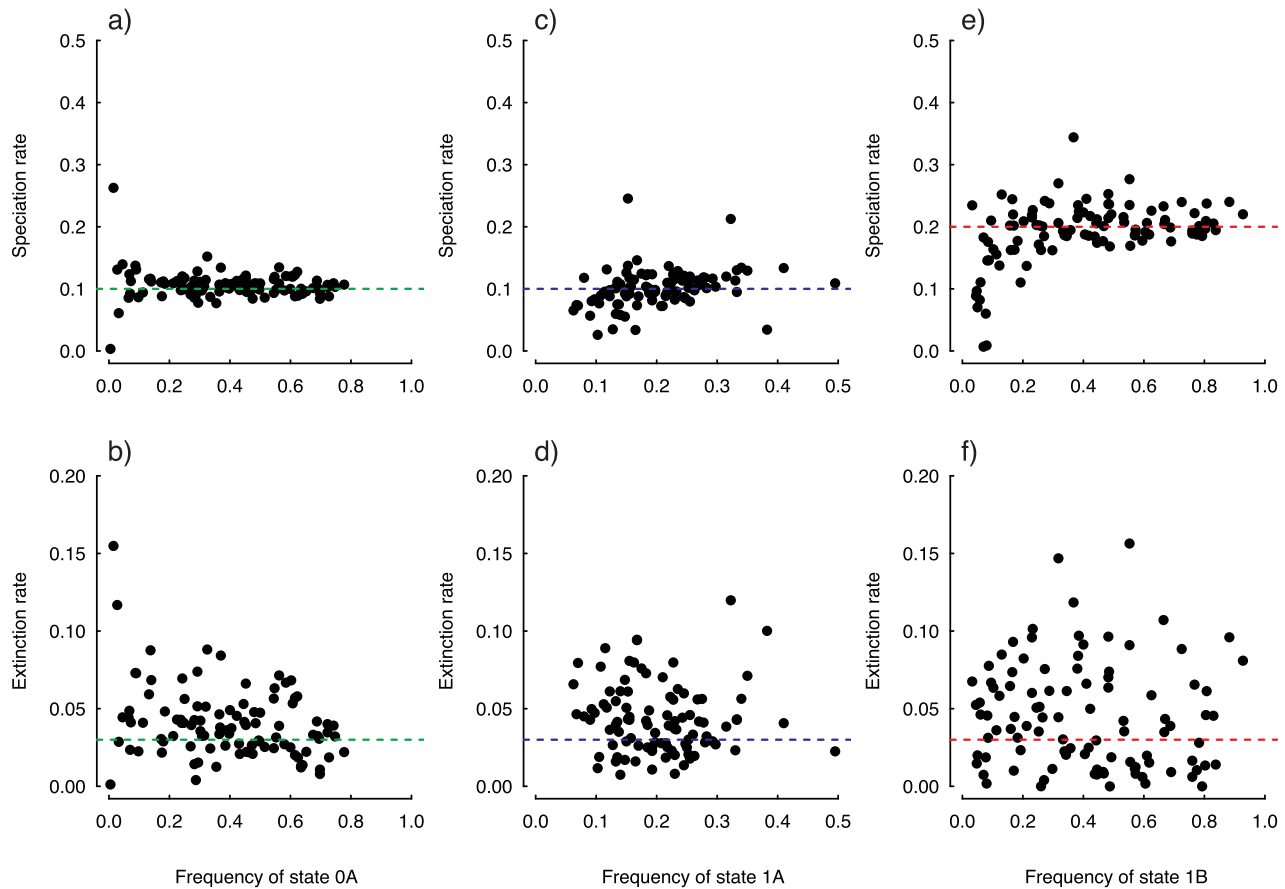 a)
c)
e)
0.5
0.4
0.3
0.2
0.1
0.0
Speciation rate
0.0 0.2 0.4 0.6 0.8 1.0
0.5
0.4
0.3
0.2
0.1
0.0
Speciation rate
0.0 0.1 0.2 0.3 0.4 0.5
0.5
0.4
0.3
0.2
0.1
0.0
Speciation rate
0.0 0.2 0.4 0.6 0.8 1.0
b)
d)
f)
0.20
0.15
0.10
0.05
0.00
Extinction rate
0.0 0.2 0.4 0.6 0.8 1.0
Frequency of state 0A
0.20
0.15
0.10
0.05
0.00
Extinction rate
0.0 0.1 0.2 0.3 0.4 0.5
Frequency of state 1A
0.20
0.15
0.10
0.05
0.00
Extinction rate
0.0 0.2 0.4 0.6 0.8 1.0
Frequency of state 1B